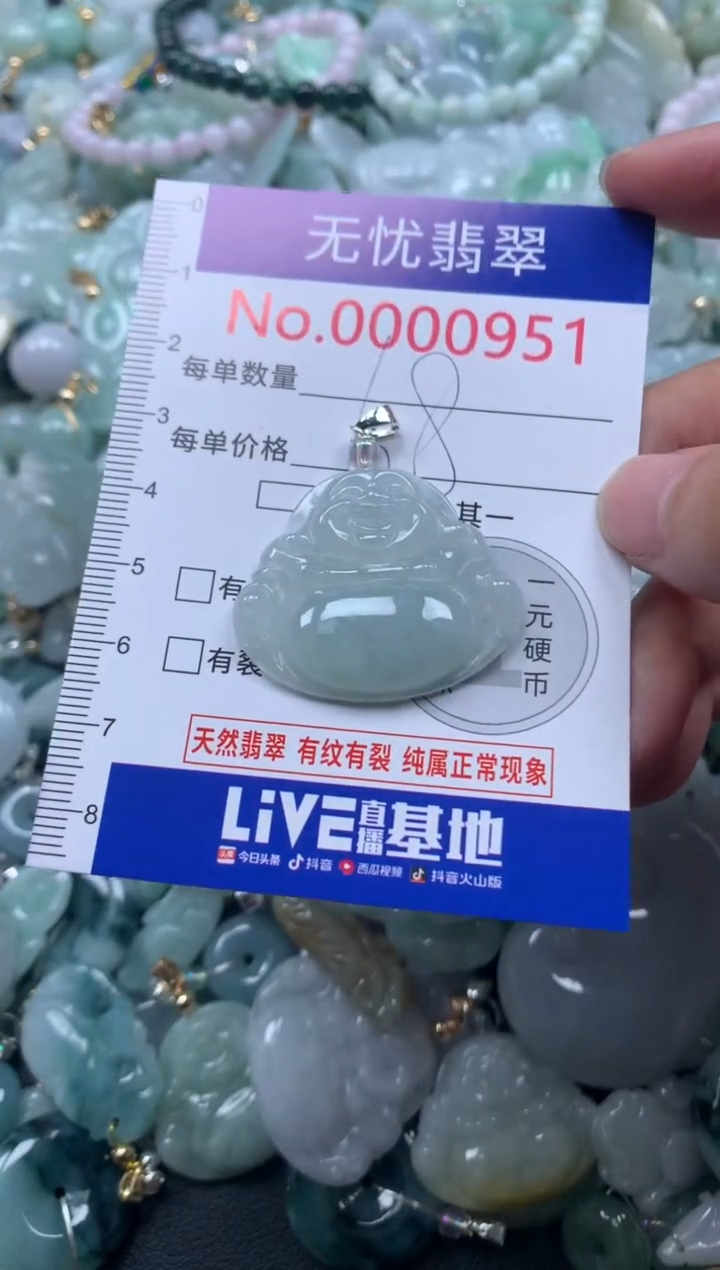 0
无忧翡翠
1
No.0000951
2
每单数量
3
每单价格
4
其一
5
有
一元硬币
6
有裂
7
天然翡翠 有纹有裂 纯属正常现象
8
LiVE直播基地
头条 今日头条 抖音 西瓜视频 抖音火山版